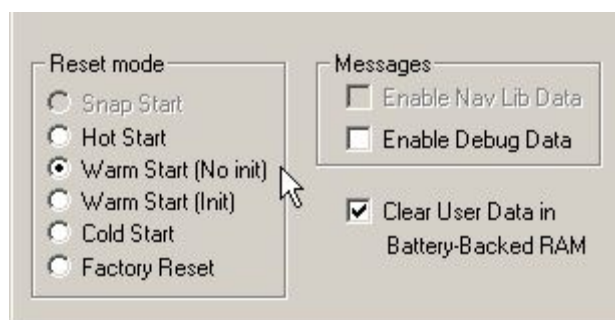 Reset mode
Snap Start
Hot Start
Warm Start (No init)
Warm Start (Init)
Cold Start
Factory Reset
Messages
Enable Nav Lib Data
Enable Debug Data
Clear User Data in
Battery-Backed RAM